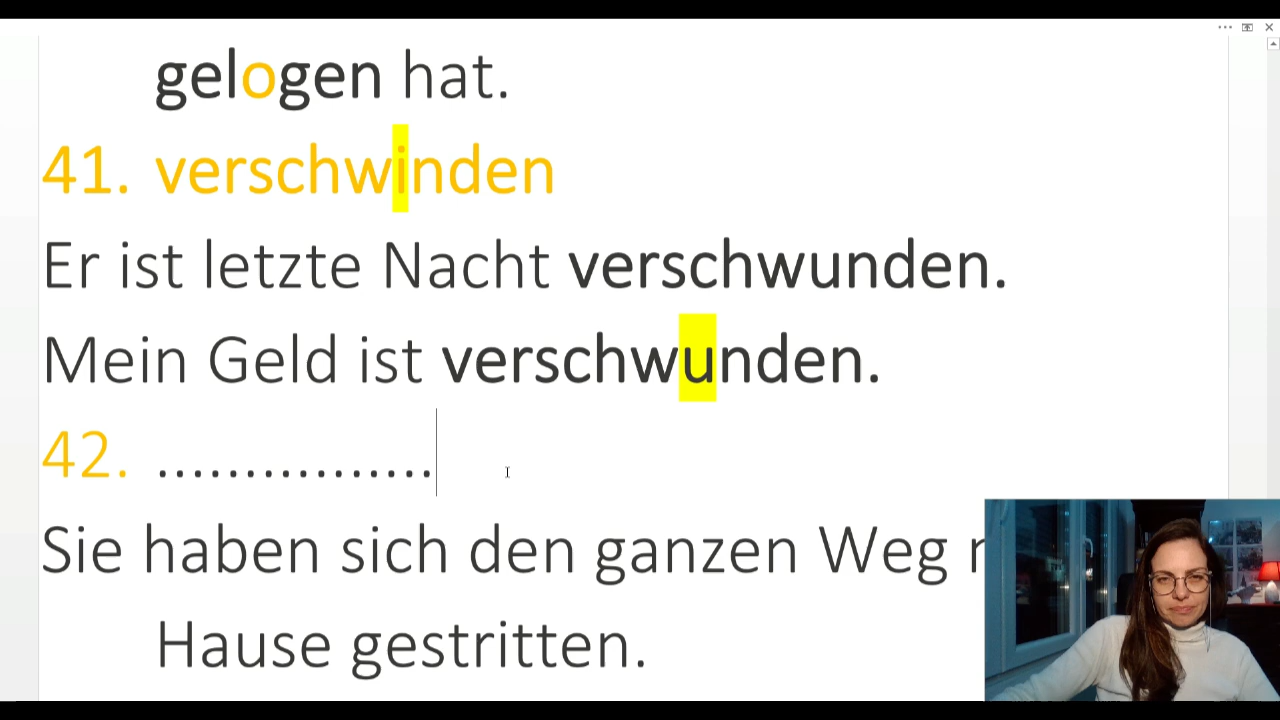 gelogen hat.
41. verschwinden
Er ist letzte Nacht verschwunden.
Mein Geld ist verschwunden.
42. ................
Sie haben sich den ganzen Weg
Hause gestritten.